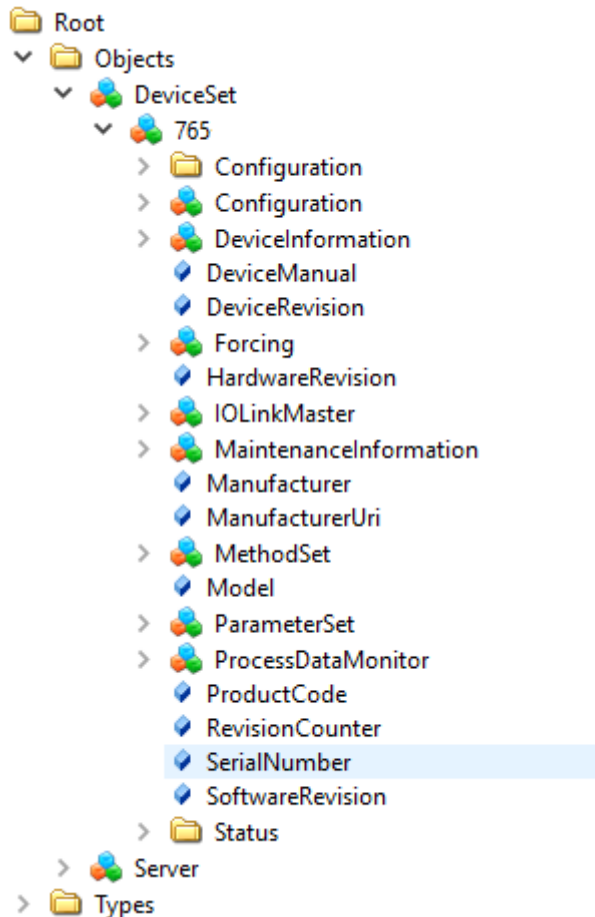 Root
Objects
DeviceSet
765
Configuration
Configuration
DeviceInformation
DeviceManual
DeviceRevision
Forcing
HardwareRevision
IOLinkMaster
MaintenanceInformation
Manufacturer
ManufacturerUri
MethodSet
Model
ParameterSet
ProcessDataMonitor
ProductCode
RevisionCounter
SerialNumber
SoftwareRevision
Status
Server
Types